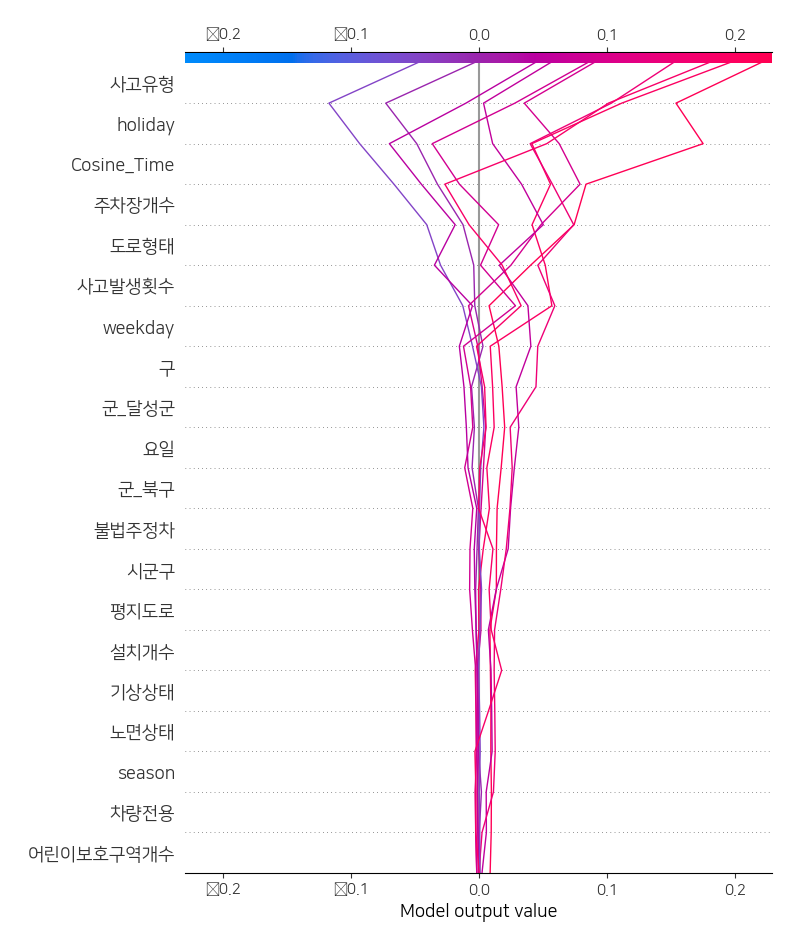 ☒0.2 ☒0.1 0.0 0.1 0.2
사고유형
holiday
Cosine_Time
주차장개수
도로형태
사고발생횟수
weekday
구
군_달성군
요일
군_북구
불법주정차
시군구
평지도로
설치개수
기상상태
노면상태
season
차량전용
어린이보호구역개수
☒0.2 ☒0.1 0.0 0.1 0.2
Model output value